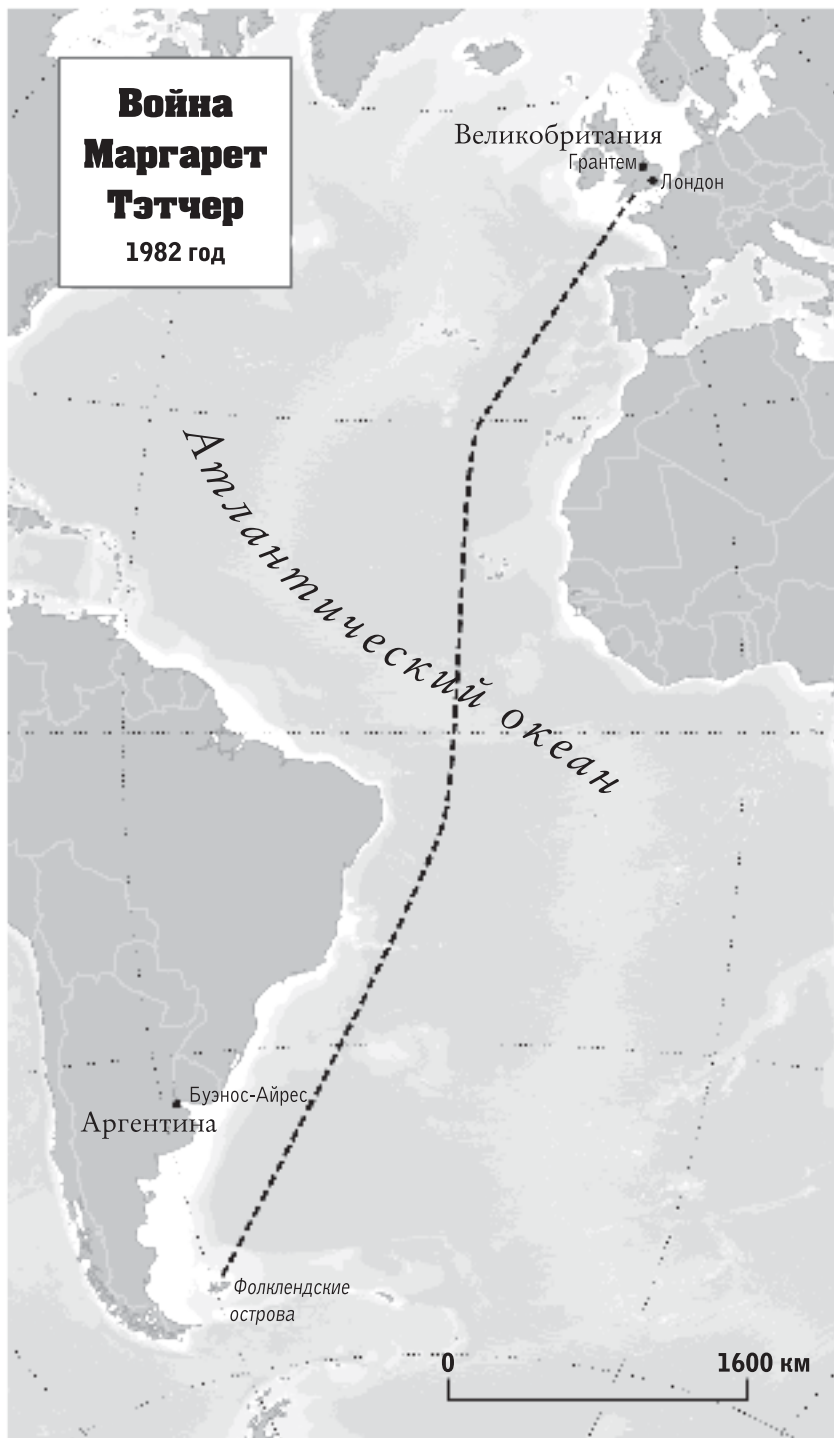 Война
Маргарет
Тэтчер
1982 год
Великобритания
Грантем
Лондон
Атлантический океан
Буэнос-Айрес
Аргентина
Фолклендские
острова
0 1600 км